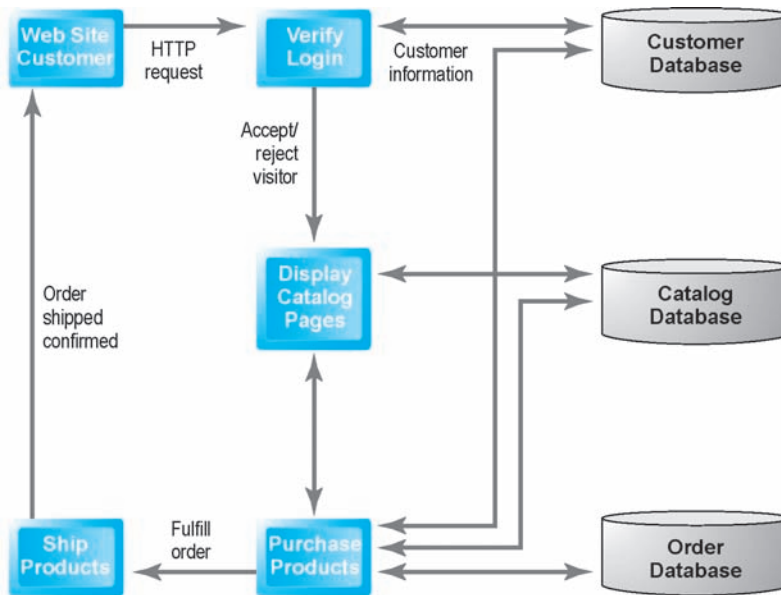 Web Site
Customer
HTTP
request
Verify
Login
Customer
information
Customer
Database
Accept/
reject
visitor
Display
Catalog
Pages
Catalog
Database
Order
shipped
confirmed
Ship
Products
Fulfill
order
Purchase
Products
Order
Database